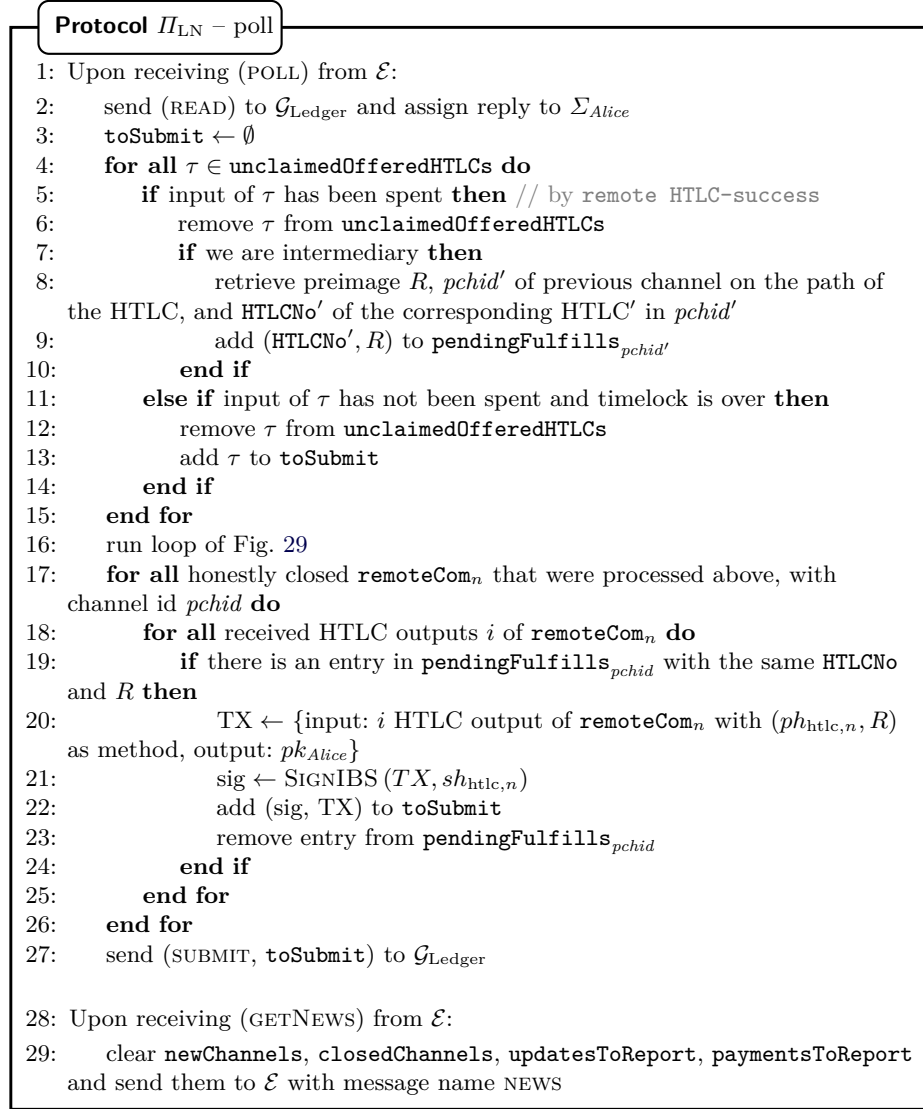 Protocol Π_LN – poll
1: Upon receiving (POLL) from ℰ:
2: send (READ) to 𝒢_Ledger and assign reply to Σ_Alice
3: toSubmit ← ∅
4: for all τ ∈ unclaimedOfferedHTLCs do
5: if input of τ has been spent then // by remote HTLC-success
6: remove τ from unclaimedOfferedHTLCs
7: if we are intermediary then
8: retrieve preimage R, pchid′ of previous channel on the path of
the HTLC, and HTLCNo′ of the corresponding HTLC′ in pchid′
9: add (HTLCNo′, R) to pendingFulfills_pchid′
10: end if
11: else if input of τ has not been spent and timelock is over then
12: remove τ from unclaimedOfferedHTLCs
13: add τ to toSubmit
14: end if
15: end for
16: run loop of Fig. 29
17: for all honestly closed remoteCom_n that were processed above, with
channel id pchid do
18: for all received HTLC outputs i of remoteCom_n do
19: if there is an entry in pendingFulfills_pchid with the same HTLCNo
and R then
20: TX ← {input: i HTLC output of remoteCom_n with (ph_htlc,n, R)
as method, output: pk_Alice}
21: sig ← SIGNIBS (TX, sh_htlc,n)
22: add (sig, TX) to toSubmit
23: remove entry from pendingFulfills_pchid
24: end if
25: end for
26: end for
27: send (SUBMIT, toSubmit) to 𝒢_Ledger
28: Upon receiving (GETNEWS) from ℰ:
29: clear newChannels, closedChannels, updatesToReport, paymentsToReport
and send them to ℰ with message name NEWS